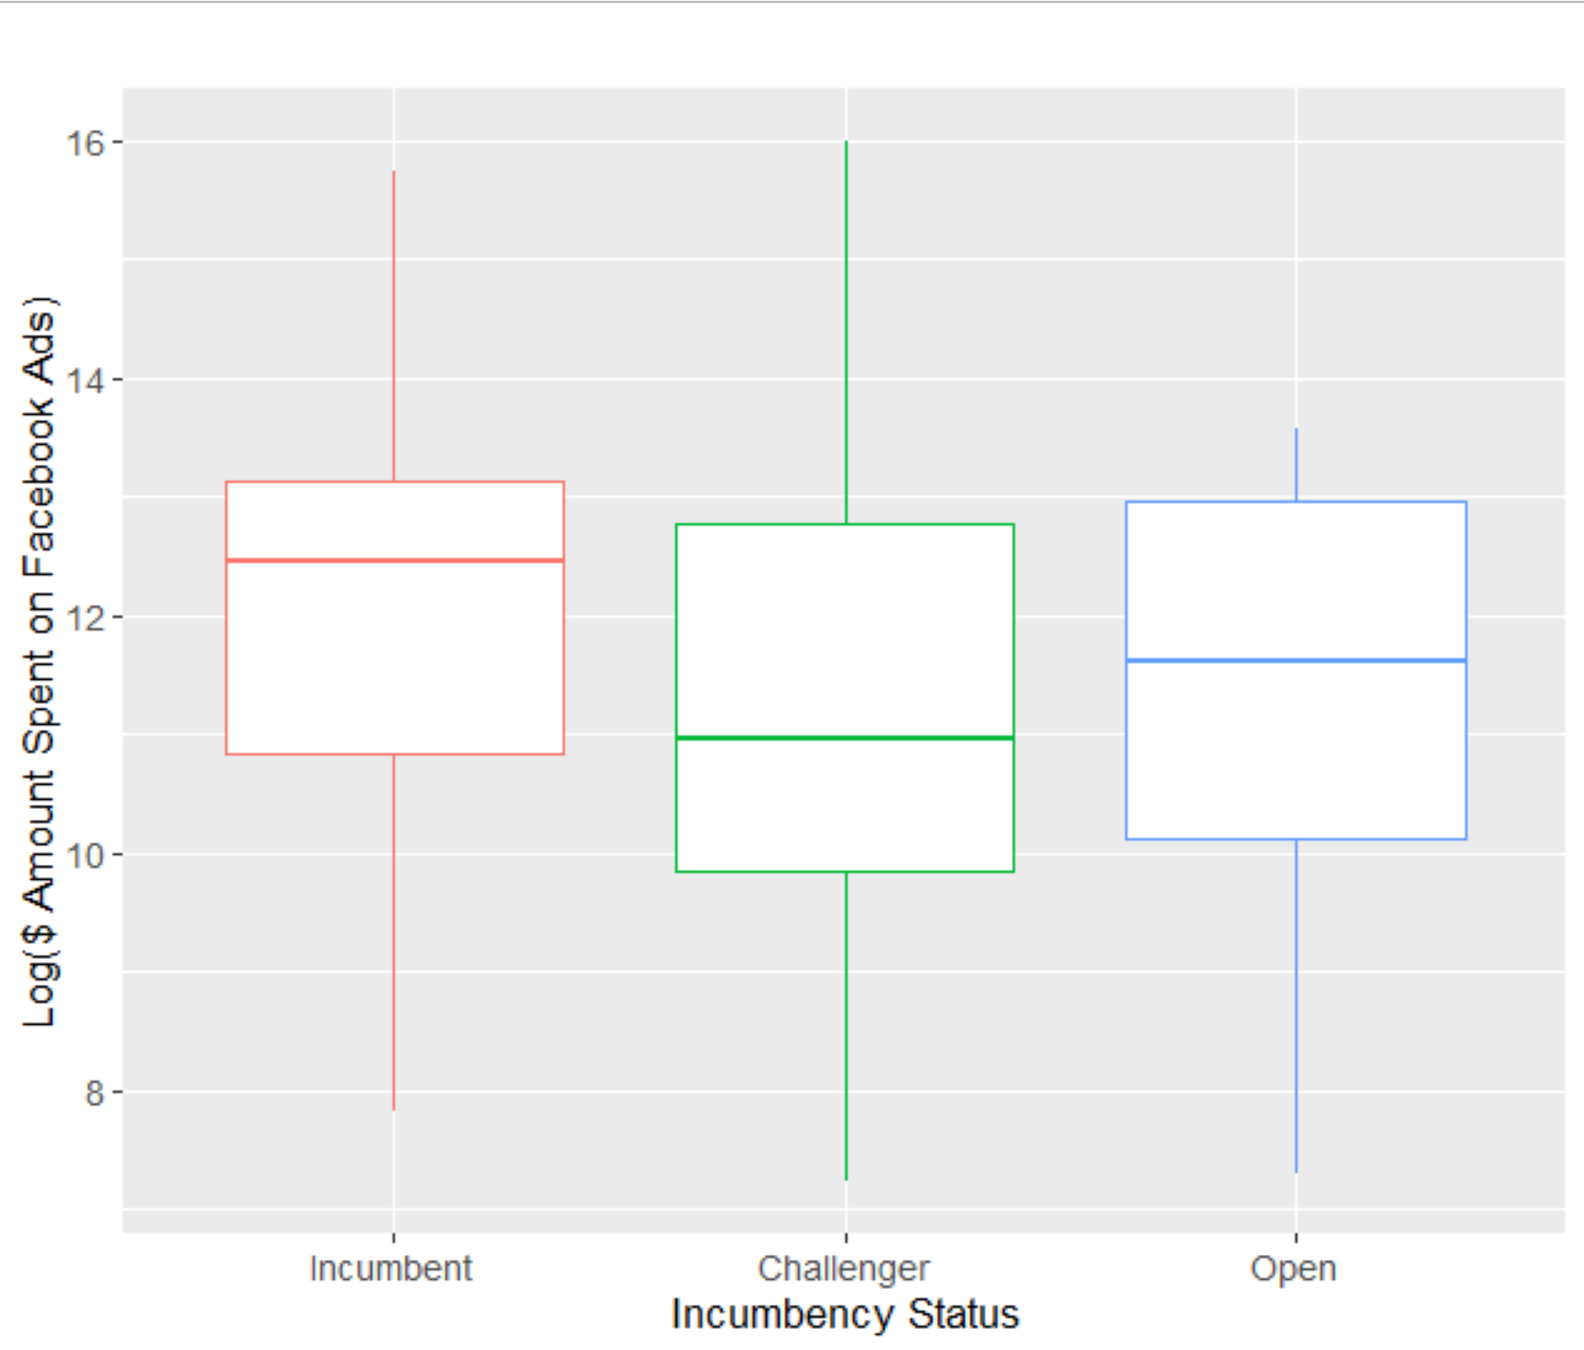 Log($ Amount Spent on Facebook Ads)
16
14
12
10
8
Incumbent
Challenger
Open
Incumbency Status